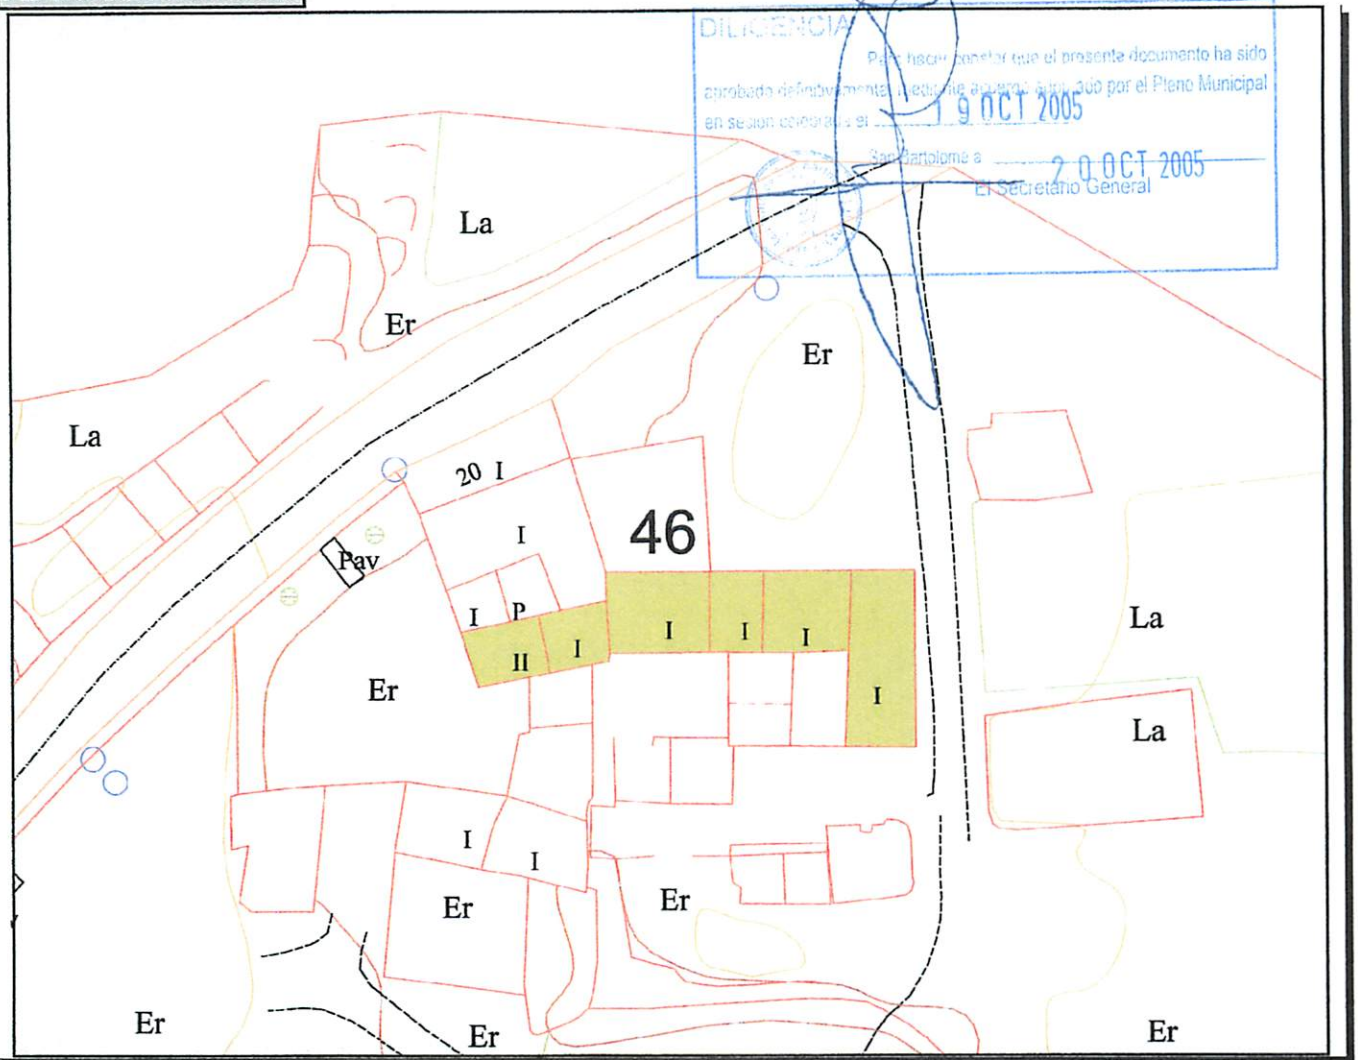 DILIGENCIA
Para hacer constar que el presente documento ha sido
aprobado definitivamente, mediante acuerdo adoptado por el Pleno Municipal
en sesión celebrada el 19 OCT 2005
San Bartolomé a 20 OCT 2005
El Secretario General
La
Er
Er
La
20 I
I
46
Pav
I P
I I I
La
II I
Er
I
La
I
I
Er
Er
Er
Er
Er